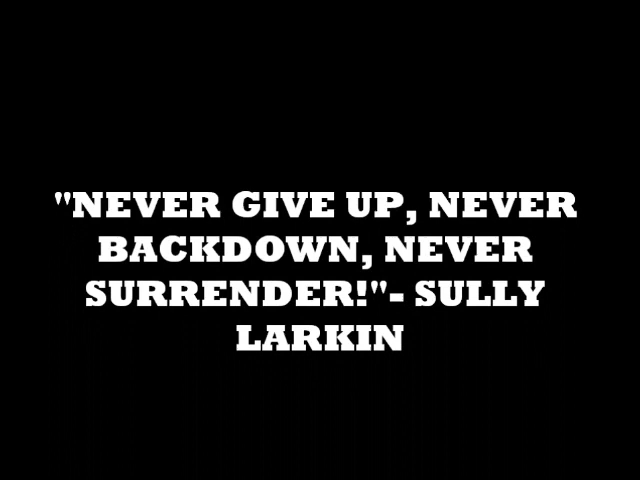 "NEVER GIVE UP, NEVER
BACKDOWN, NEVER
SURRENDER!"- SULLY
LARKIN